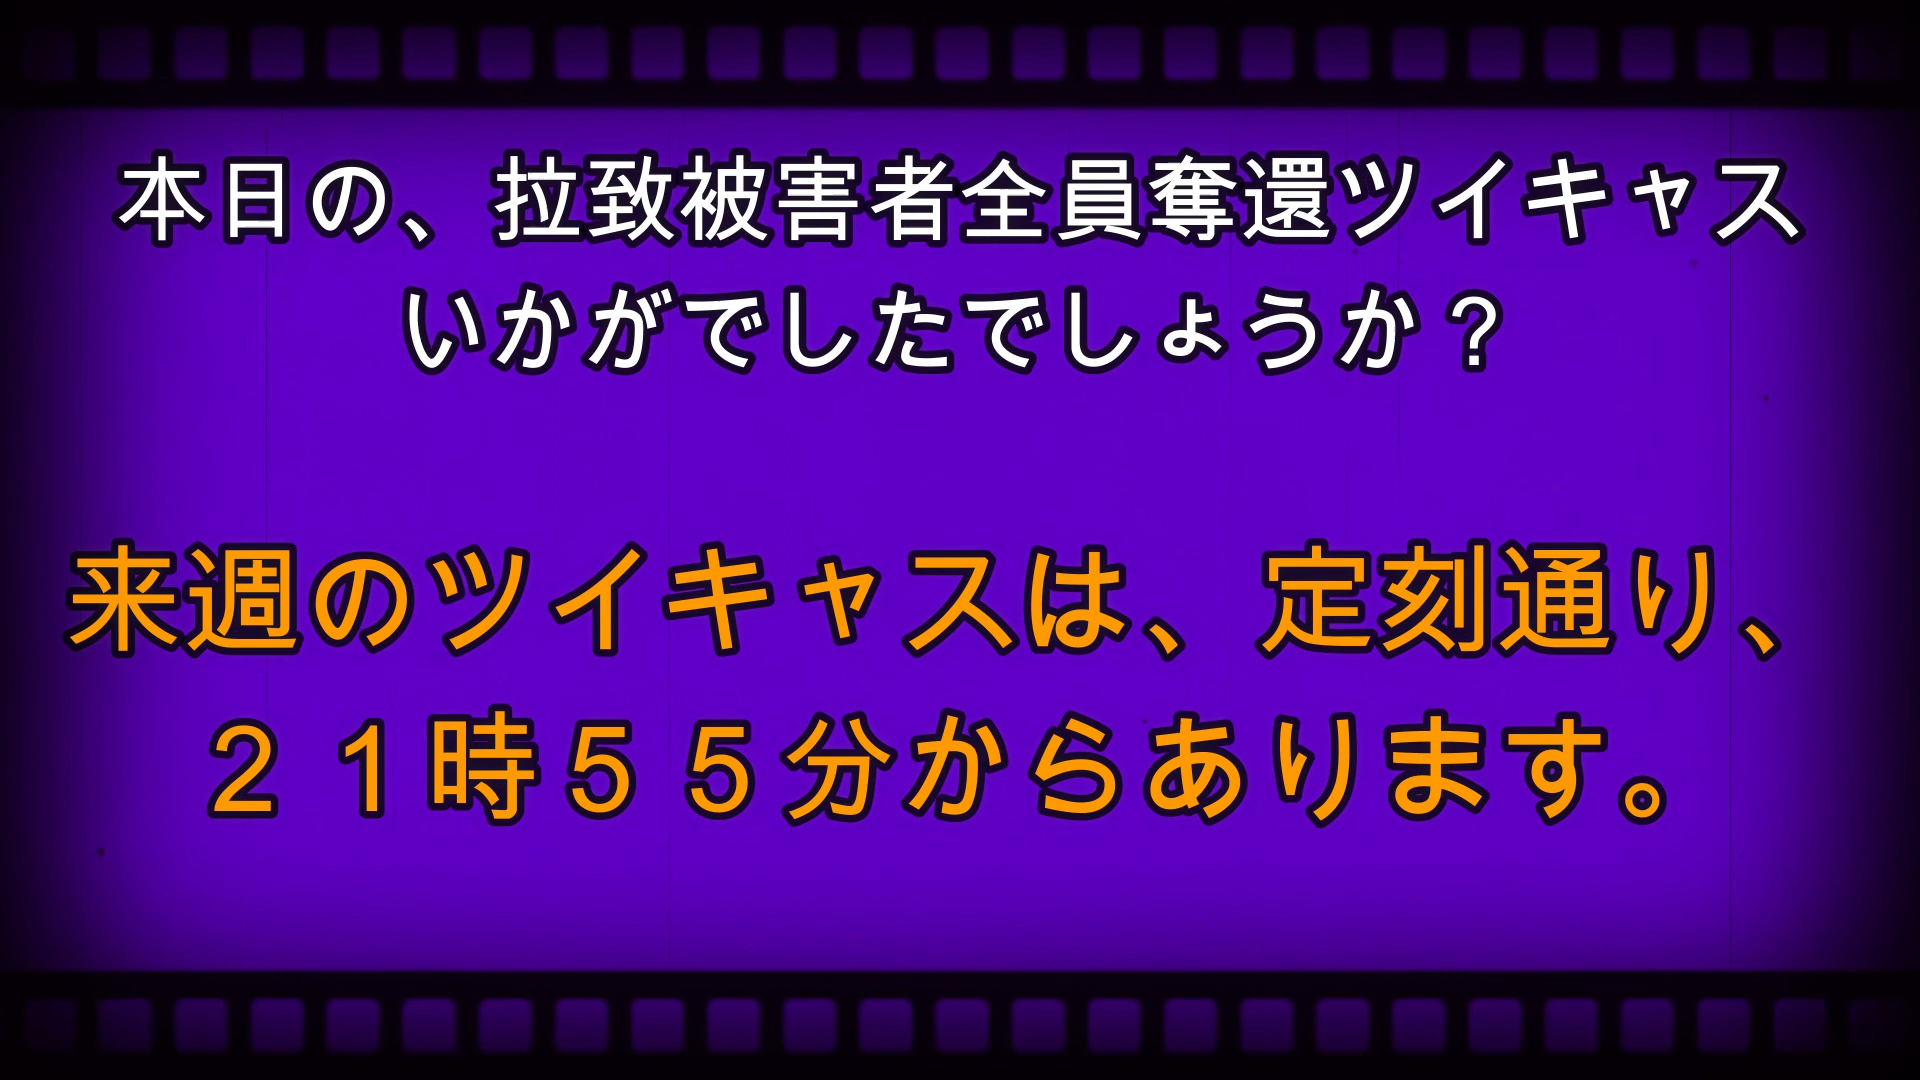 本日の、拉致被害者全員奪還ツイキャス
いかがでしたでしょうか？
来週のツイキャスは、定刻通り、
２１時５５分からあります。